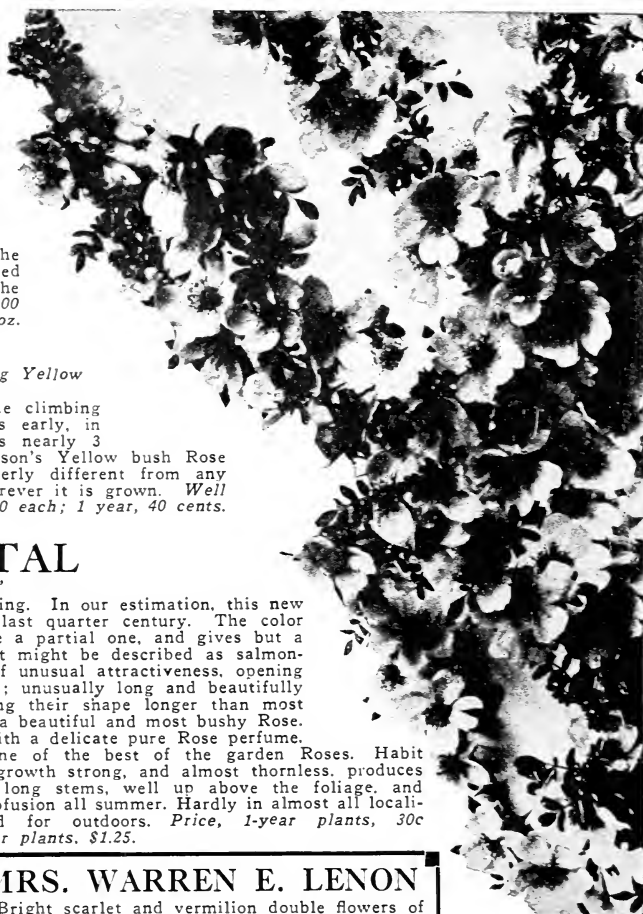 he
ed
he
00
oz.
g Yellow
e climbing
s early, in
s nearly 3
son's Yellow bush Rose
erly different from any
rever it is grown. Well
0 each; 1 year, 40 cents.
TAL
ing. In our estimation, this new
last quarter century. The color
e a partial one, and gives but a
t might be described as salmon-
f unusual attractiveness, opening
; unusually long and beautifully
ng their shape longer than most
a beautiful and most bushy Rose.
ith a delicate pure Rose perfume.
ne of the best of the garden Roses. Habit
growth strong, and almost thornless, produces
long stems, well up above the foliage, and
ofusion all summer. Hardly in almost all locali-
d for outdoors. Price, 1-year plants, 30c
r plants, $1.25.
MRS. WARREN E. LENON
Bright scarlet and vermilion double flowers of